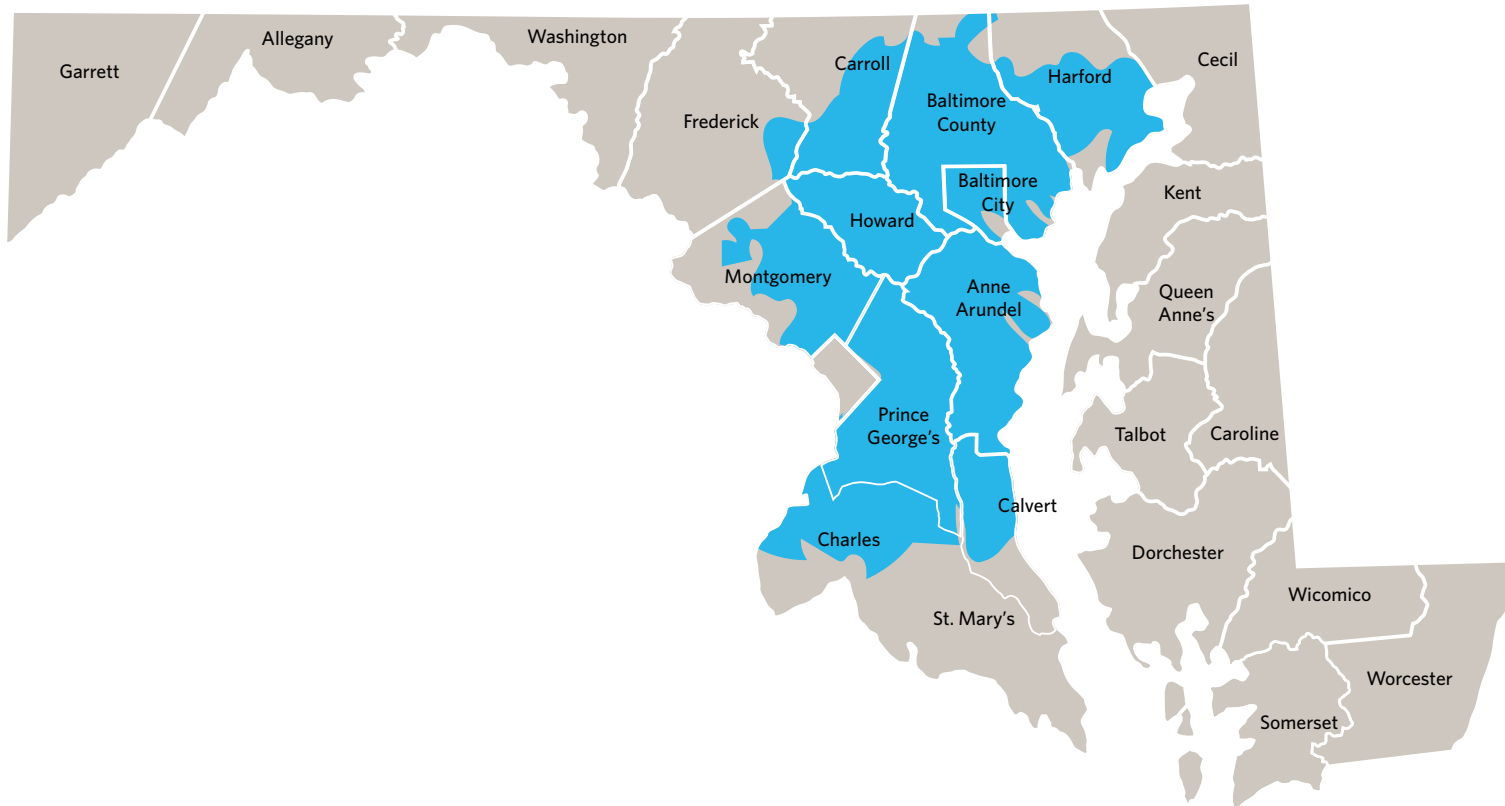 Garrett
Allegany
Washington
Frederick
Carroll
Baltimore
County
Harford
Cecil
Baltimore
City
Kent
Howard
Montgomery
Anne
Arundel
Queen
Anne's
Prince
George's
Talbot
Caroline
Calvert
Charles
Dorchester
St. Mary's
Wicomico
Worcester
Somerset